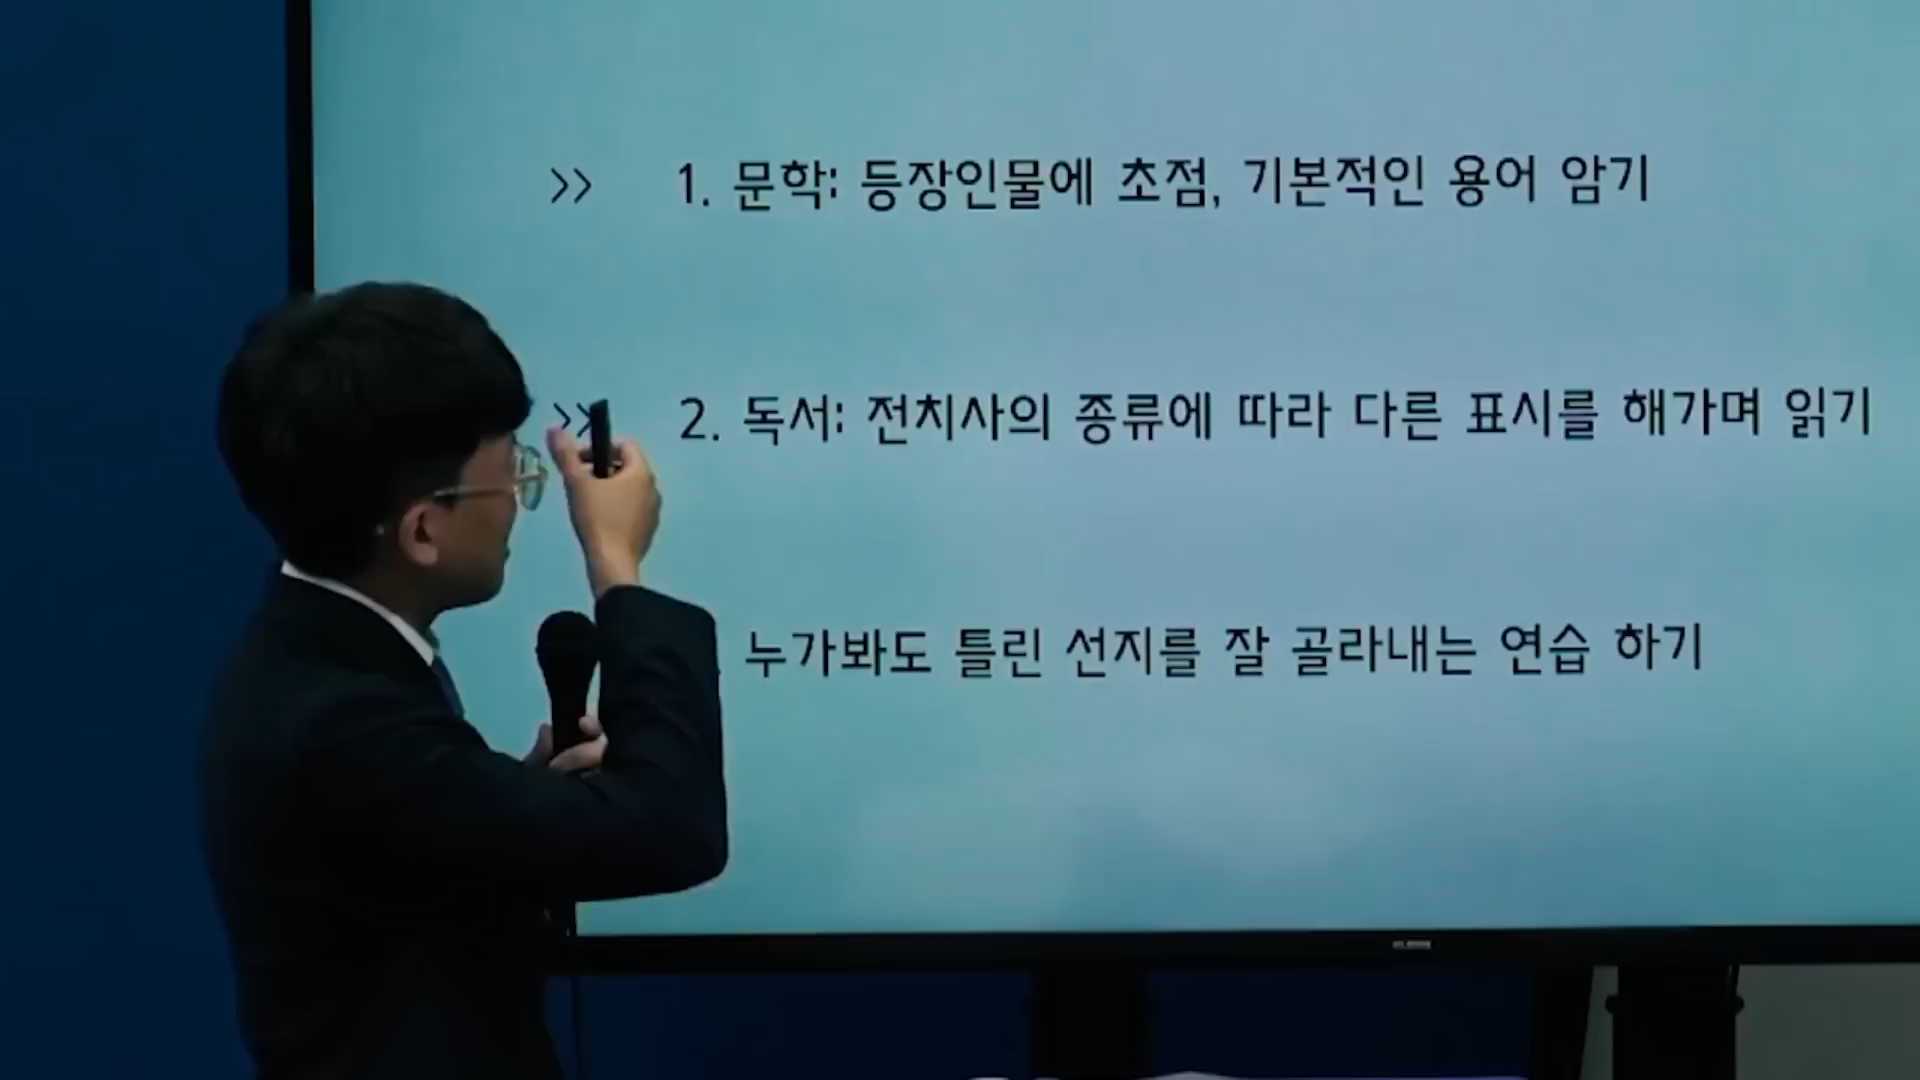 >> 1. 문학: 등장인물에 초점, 기본적인 용어 암기
>> 2. 독서: 전치사의 종류에 따라 다른 표시를 해가며 읽기
누가봐도 틀린 선지를 잘 골라내는 연습 하기